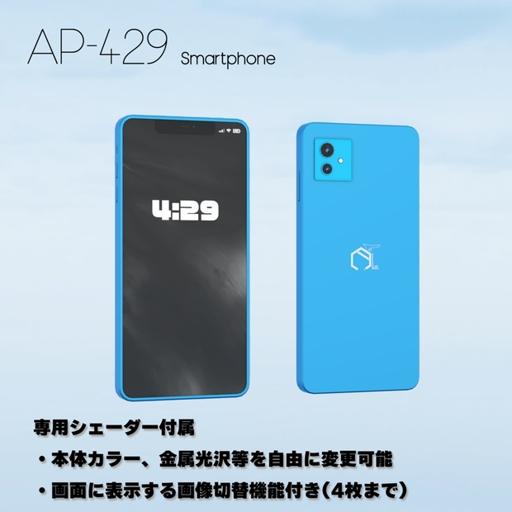 AP-429 Smartphone
4:29
専用シェーダー付属
・本体カラー、金属光沢等を自由に変更可能
・画面に表示する画像切替機能付き(4枚まで)